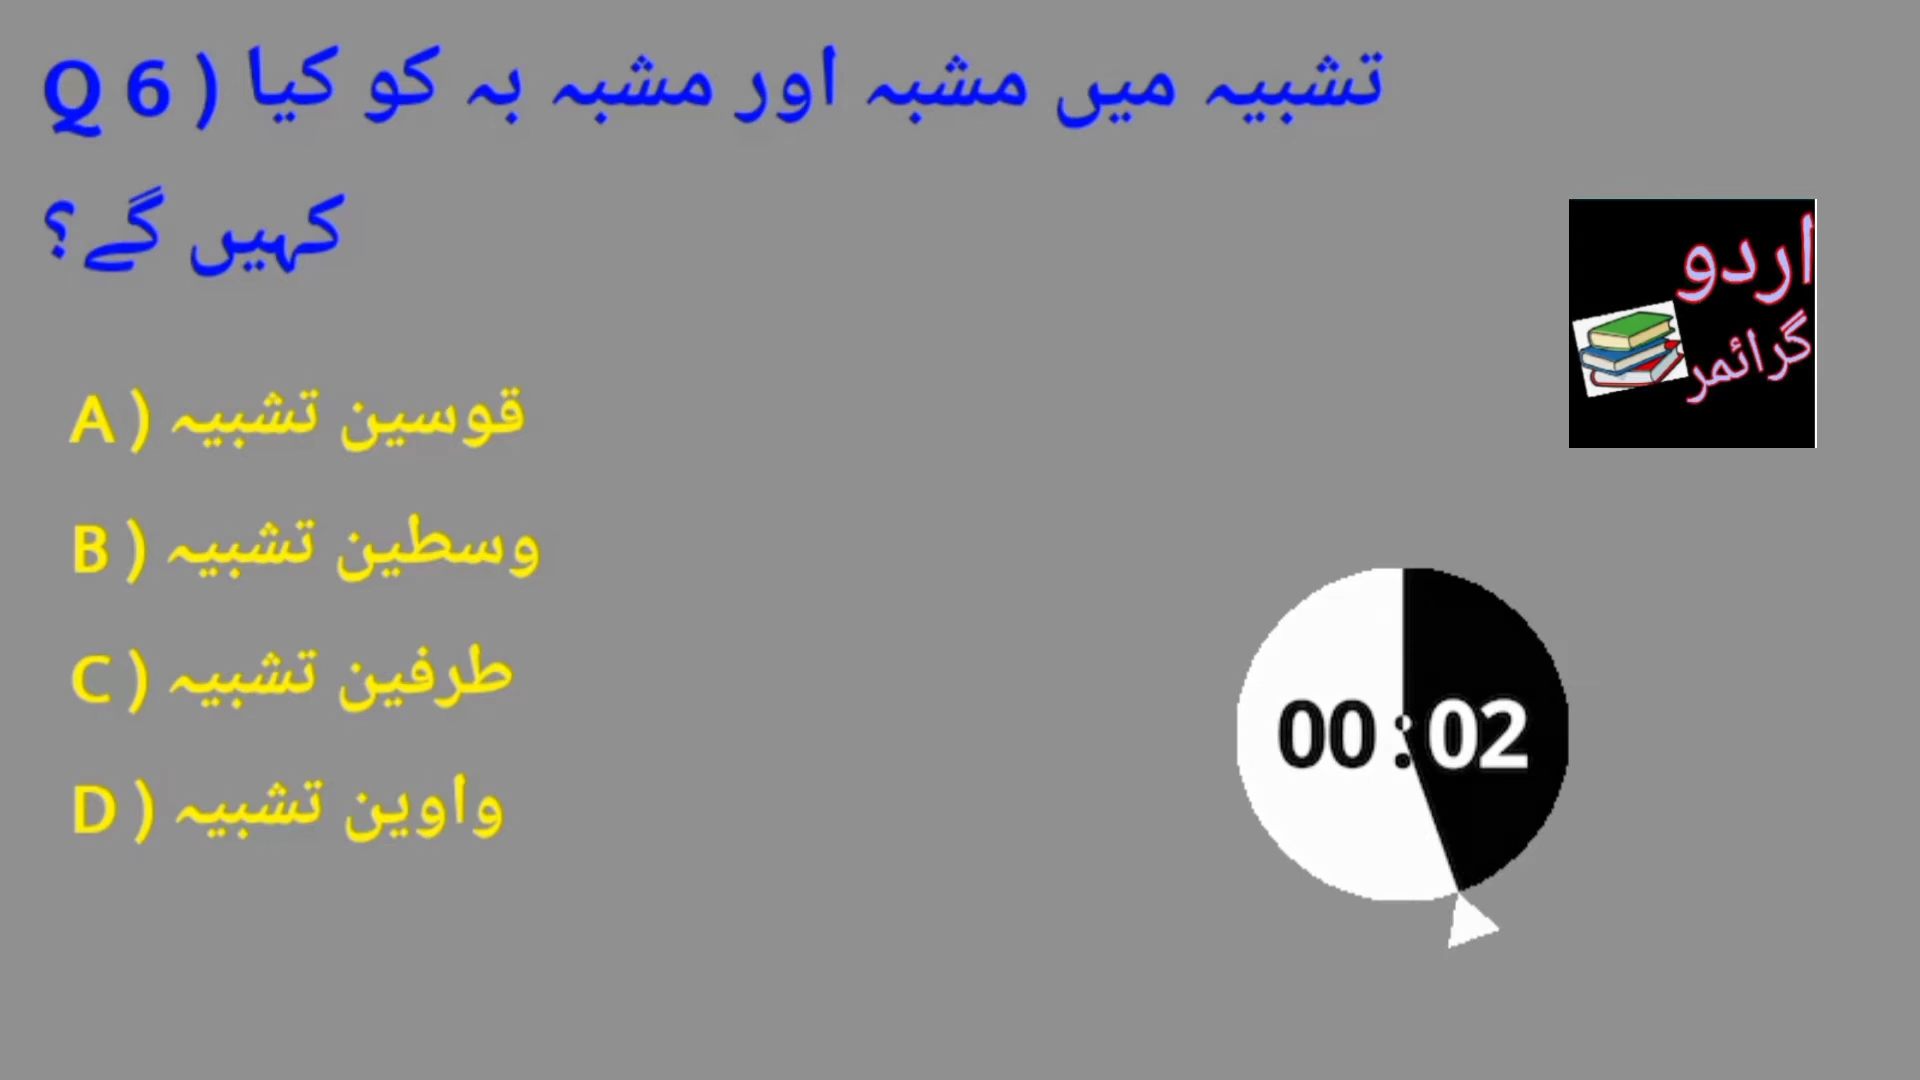 Q 6 ) تشبیہ میں مشبہ اور مشبہ بہ کو کیا
کہیں گے؟
اردو
گرائمر
A ) قوسین تشبیہ
B ) وسطین تشبیہ
C ) طرفین تشبیہ
D ) واوین تشبیہ
00:02